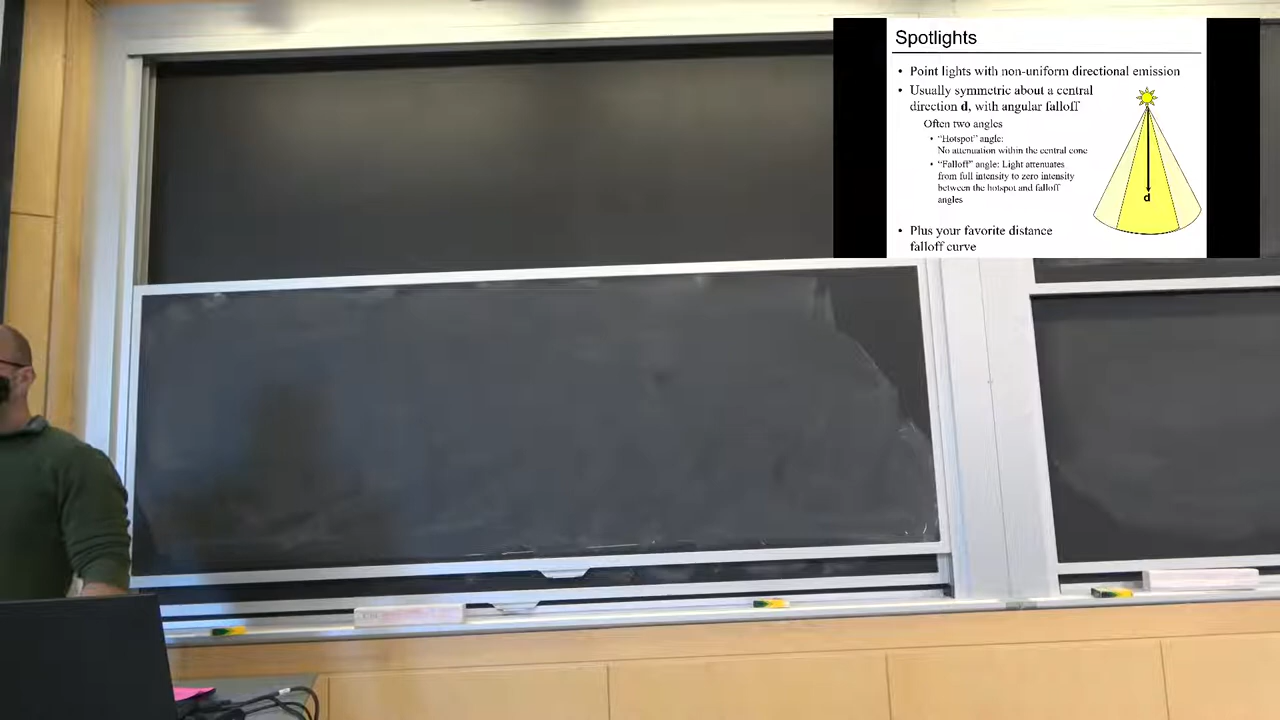 Spotlights
• Point lights with non-uniform directional emission
• Usually symmetric about a central
direction d, with angular falloff
Often two angles
• “Hotspot” angle:
No attenuation within the central cone
• “Falloff” angle: Light attenuates
from full intensity to zero intensity
between the hotspot and falloff
angles
d
• Plus your favorite distance
falloff curve